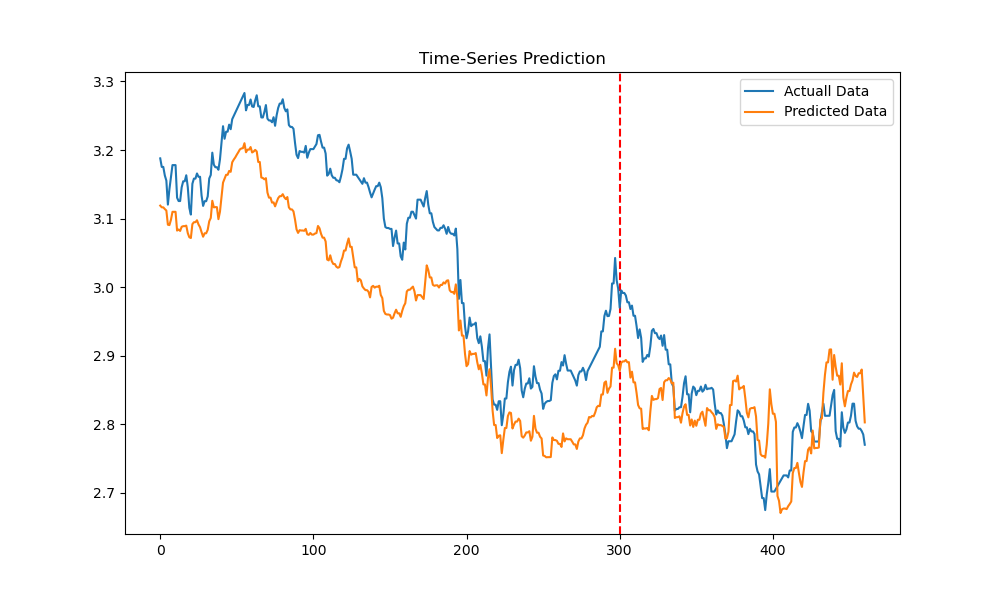 Time-Series Prediction
Actuall Data
Predicted Data
3.3
3.2
3.1
3.0
2.9
2.8
2.7
0 100 200 300 400